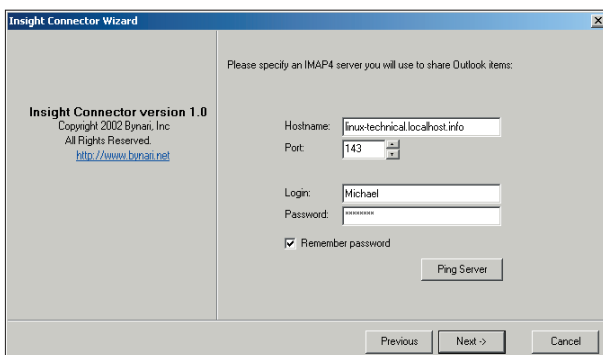 Insight Connector Wizard
Please specify an IMAP4 server you will use to share Outlook items:
Insight Connector version 1.0
Copyright 2002 Bynari, Inc
All Rights Reserved.
http://www.bynari.net
Hostname: linux-technical.localhost.info
Port: 143
Login: Michael
Password: ********
Remember password
Ping Server
Previous Next -> Cancel